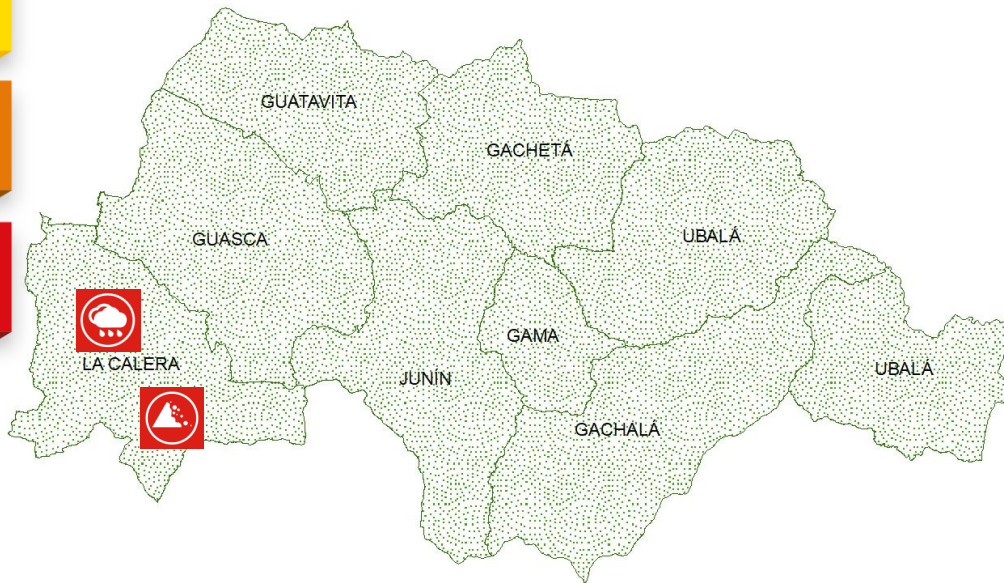 GUATAVITA
GACHETÁ
GUASCA
UBALÁ
GAMA
LA CALERA
JUNÍN
UBALÁ
GACHALÁ